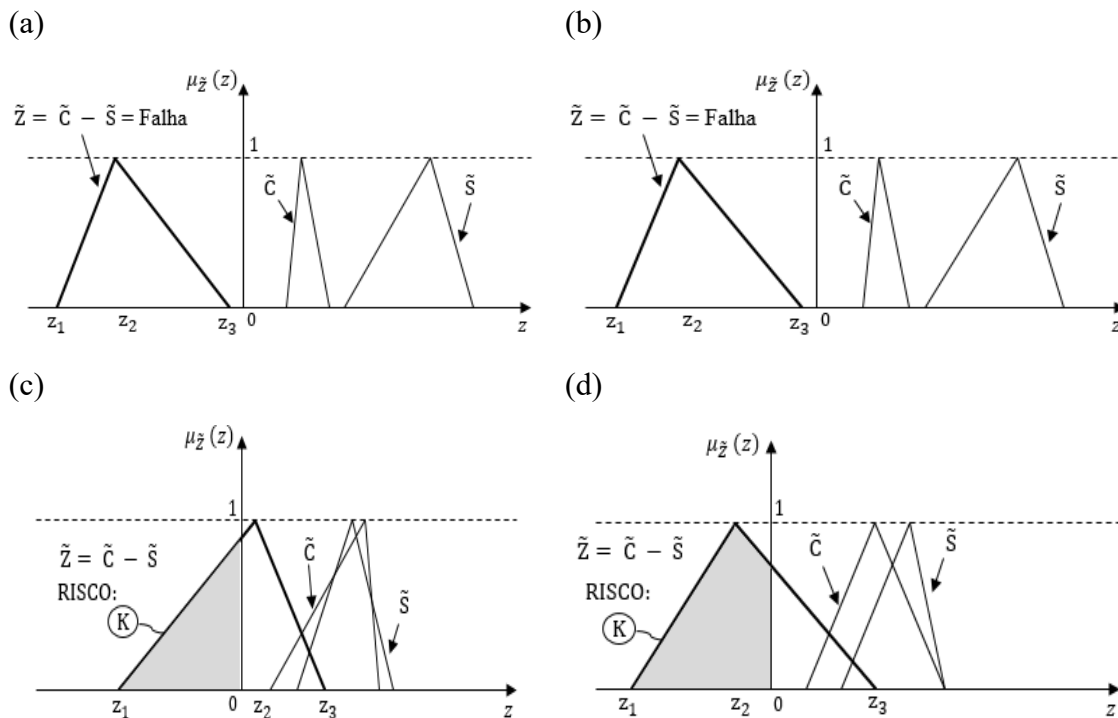 (a)
μZ̃ (z)
Z̃ = C̃ − S̃ = Falha
1
C̃
S̃
z₁ z₂ z₃ 0 z
(b)
μZ̃ (z)
Z̃ = C̃ − S̃ = Falha
1
C̃
S̃
z₁ z₂ z₃ 0 z
(c)
μZ̃ (z)
1
Z̃ = C̃ − S̃
RISCO:
K
C̃
S̃
z₁ 0 z₂ z₃ z
(d)
μZ̃ (z)
1
Z̃ = C̃ − S̃
RISCO:
K
C̃
S̃
z₁ z₂ 0 z₃ z